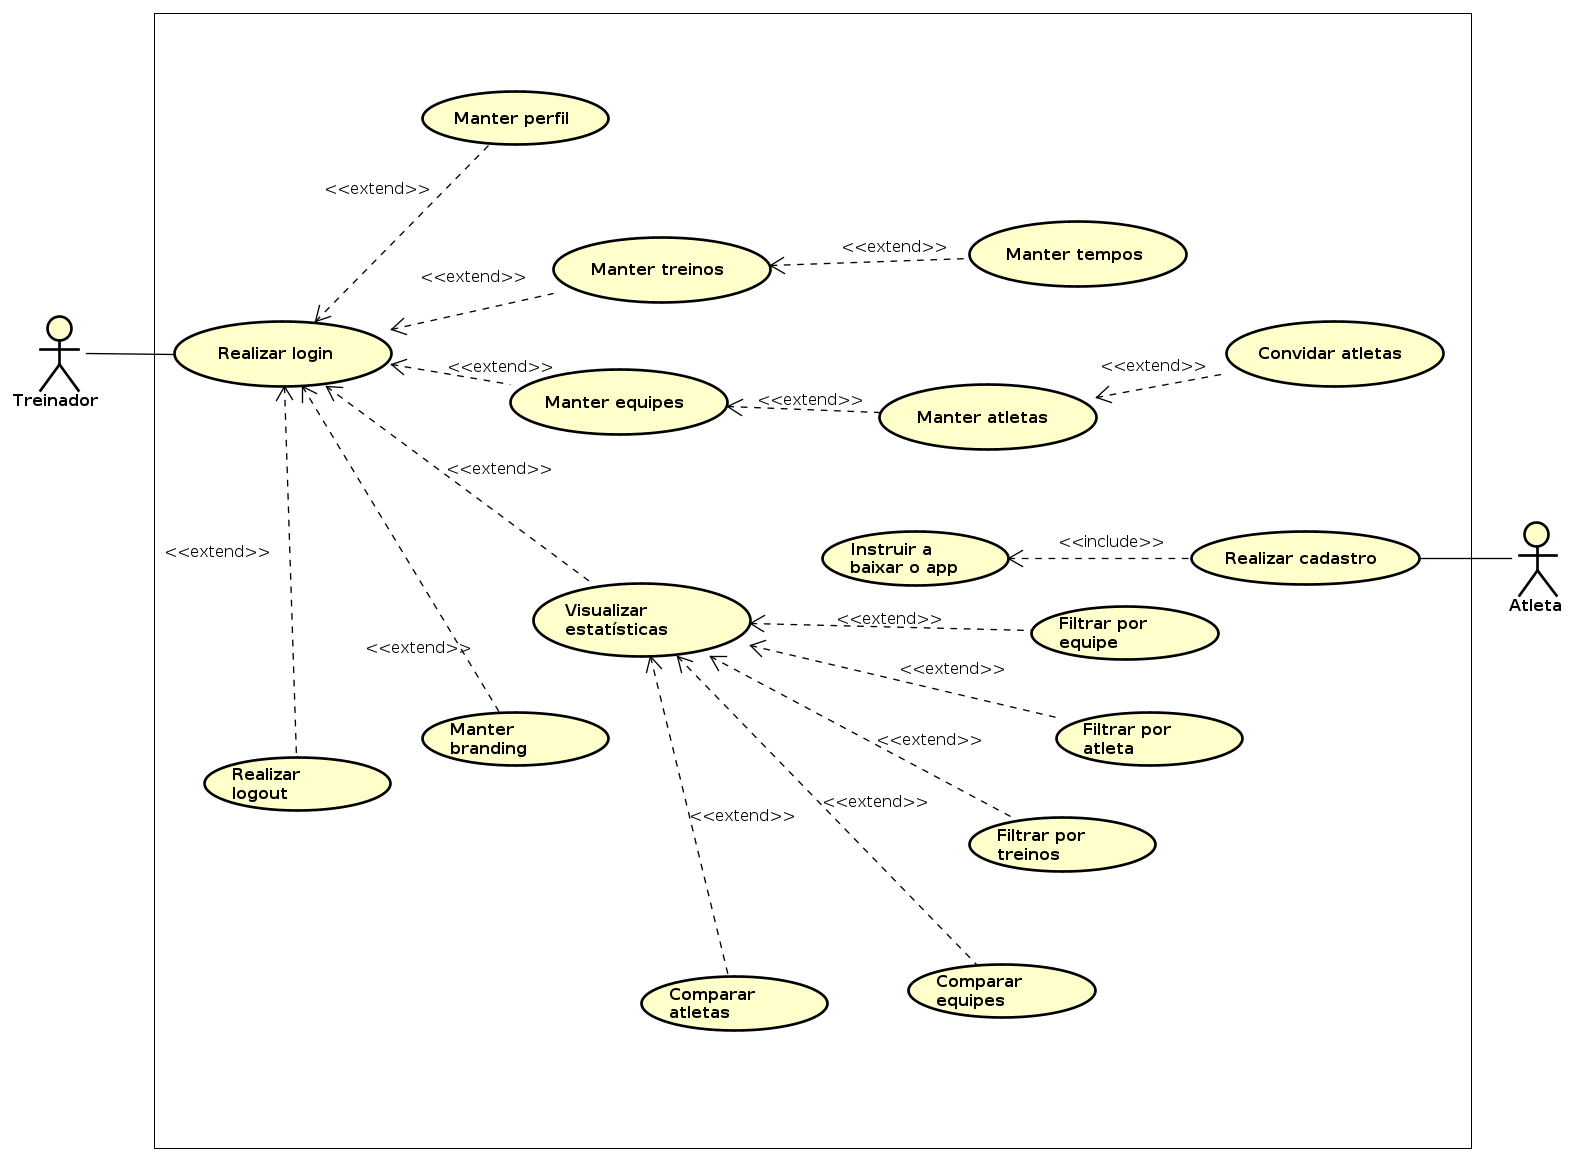 Manter perfil
<<extend>>
Manter tempos
<<extend>>
Manter treinos
<<extend>>
Realizar login
Treinador
<<extend>>
Manter equipes
<<extend>>
Manter atletas
<<extend>>
Convidar atletas
<<extend>>
<<extend>>
<<extend>>
Instruir a
baixar o app
<<include>>
Realizar cadastro
Atleta
Visualizar
estatísticas
<<extend>>
Filtrar por
equipe
<<extend>>
<<extend>>
Filtrar por
atleta
Manter
branding
<<extend>>
Realizar
logout
<<extend>>
<<extend>>
Filtrar por
treinos
Comparar
atletas
Comparar
equipes